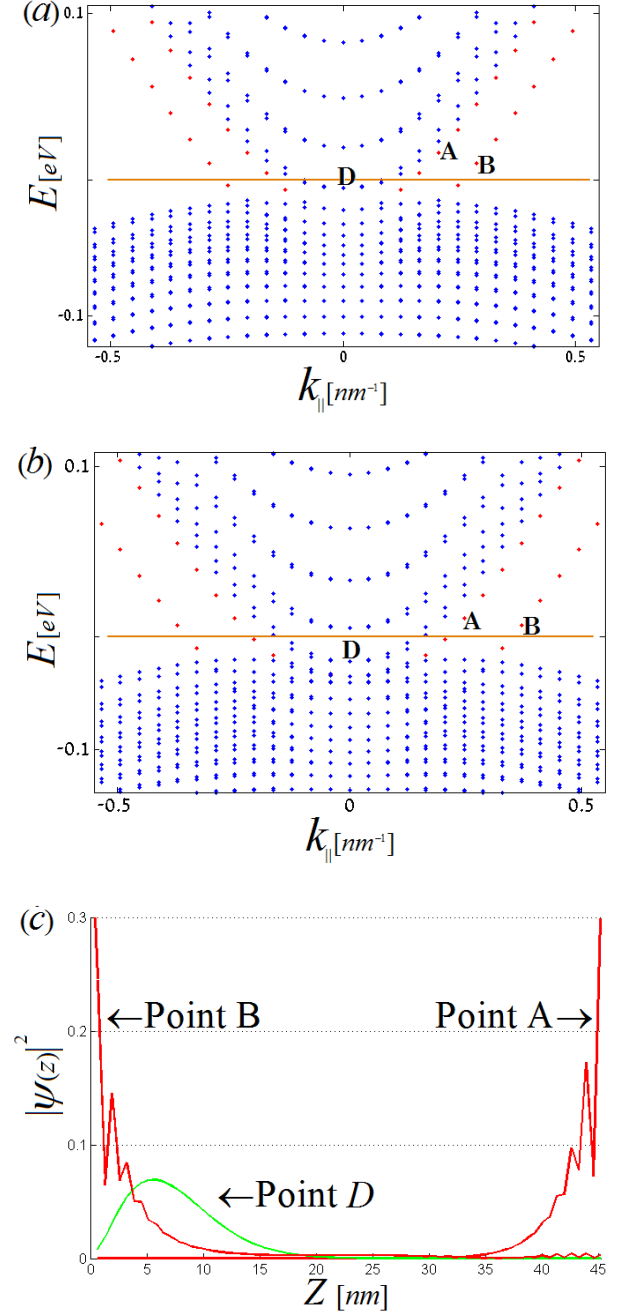 (a)
0.1
E [eV]
A
B
D
-0.1
-0.5
0
0.5
k|| [nm⁻¹]
(b)
0.1
E [eV]
A
B
D
-0.1
-0.5
0
0.5
k|| [nm⁻¹]
(c)
0.3
←Point B
Point A→
0.2
|ψ(z)|²
0.1
←Point D
0
0
5
10
15
20
25
30
35
40
45
Z [nm]